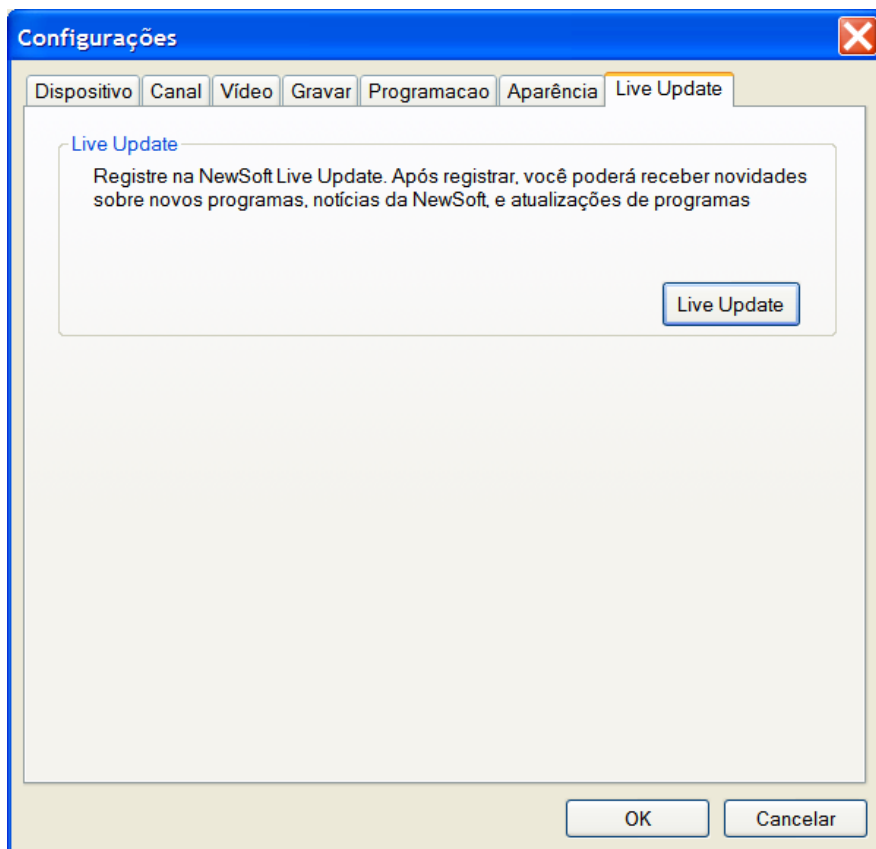 Configurações
Dispositivo Canal Vídeo Gravar Programacao Aparência Live Update
Live Update
Registre na NewSoft Live Update. Após registrar, você poderá receber novidades
sobre novos programas, notícias da NewSoft, e atualizações de programas
Live Update
OK Cancelar